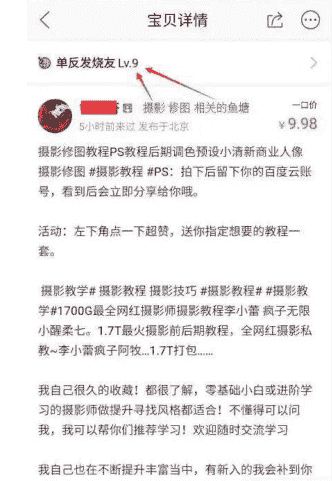 宝贝详情
单反发烧友 Lv.9
摄影 修图 相关的鱼塘
一口价
5小时前来过 发布于北京
¥9.98
摄影修图教程PS教程后期调色预设小清新商业人像
摄影修图 #摄影教程 #PS：拍下后留下你的百度云账
号，看到后会立即分享给你哦。
活动：左下角点一下超赞，送你指定想要的教程一
套。
摄影教学# 摄影教程 摄影技巧 #摄影教程# #摄影教
学#1700G最全网红摄影师摄影教程李小蕾 疯子无限
小醒柔七。1.7T最火摄影前后期教程，全网红摄影私
教~李小蕾疯子阿牧...1.7T打包......
我自己很久的收藏！都很了解，零基础小白或进阶学
习的摄影师做提升寻找风格都适合！不懂得可以问
我，我可以帮你们推荐学习！欢迎随时交流学习
我自己也在不断提升丰富当中，有新入的我会补到你